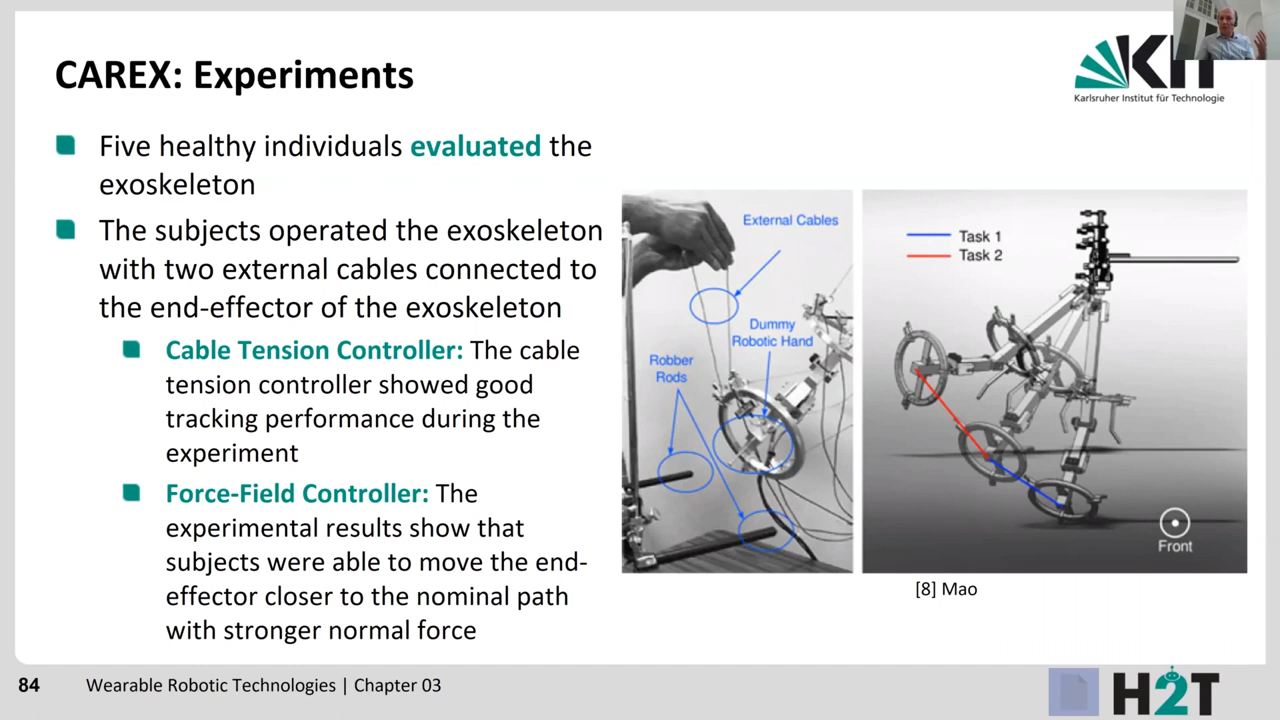 CAREX: Experiments
KIT
Karlsruher Institut für Technologie
Five healthy individuals evaluated the
exoskeleton
The subjects operated the exoskeleton
with two external cables connected to
the end-effector of the exoskeleton
Cable Tension Controller: The cable
tension controller showed good
tracking performance during the
experiment
Force-Field Controller: The
experimental results show that
subjects were able to move the end-
effector closer to the nominal path
with stronger normal force
External Cables
Dummy
Robotic Hand
Robber
Rods
Task 1
Task 2
Front
[8] Mao
84
Wearable Robotic Technologies | Chapter 03
H2T